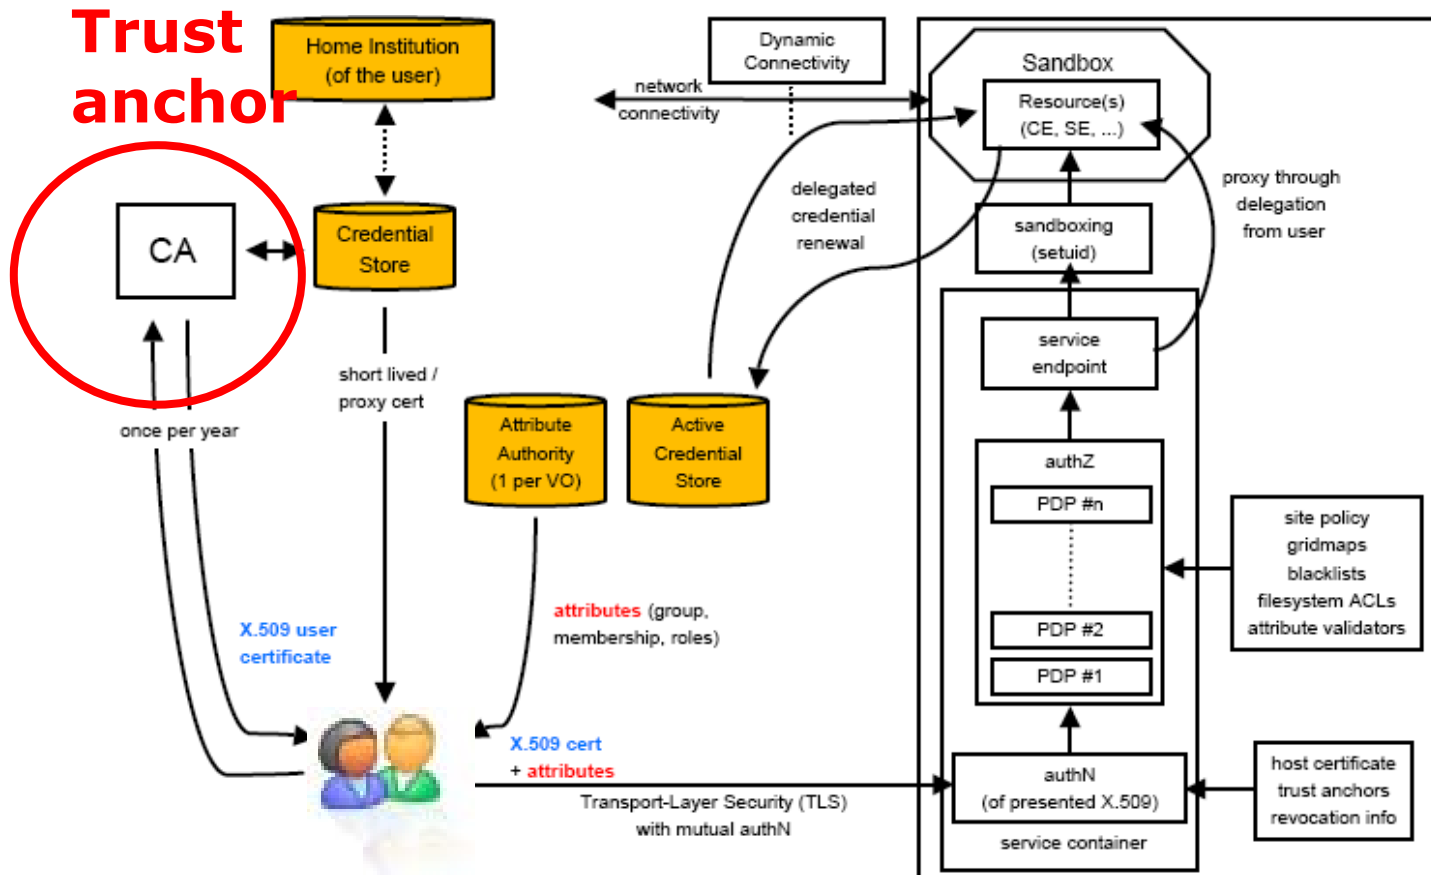 Trust
anchor
Home Institution
(of the user)
Dynamic
Connectivity
network
connectivity
Sandbox
Resource(s)
(CE, SE, ...)
proxy through
delegation
from user
delegated
credential
renewal
sandboxing
(setuid)
CA
Credential
Store
service
endpoint
short lived /
proxy cert
once per year
Attribute
Authority
(1 per VO)
Active
Credential
Store
authZ
PDP #n
PDP #2
PDP #1
site policy
gridmaps
blacklists
filesystem ACLs
attribute validators
X.509 user
certificate
attributes (group,
membership, roles)
X.509 cert
+ attributes
Transport-Layer Security (TLS)
with mutual authN
authN
(of presented X.509)
service container
host certificate
trust anchors
revocation info